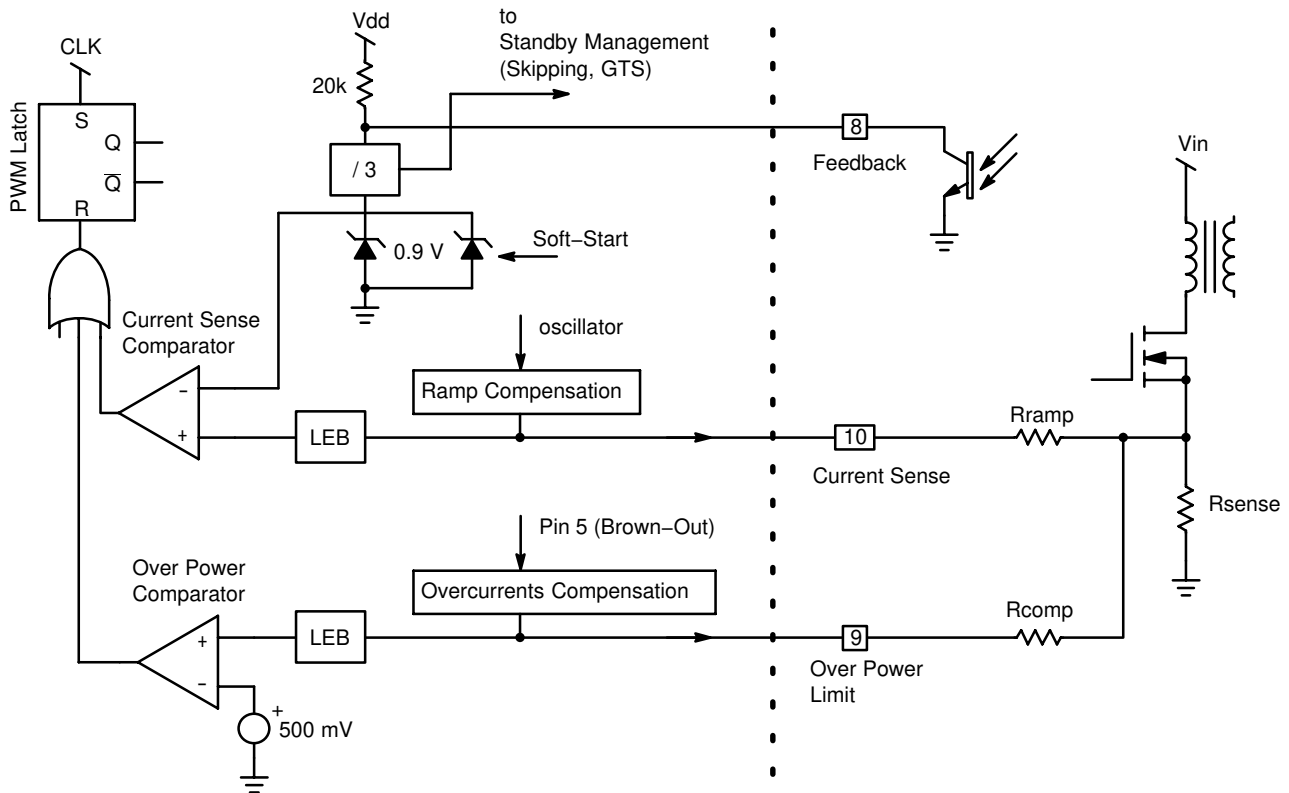 Vdd
to
Standby Management
(Skipping, GTS)
CLK
20k
PWM Latch
S
Q
Q̅
R
/ 3
8
Feedback
Vin
0.9 V
Soft−Start
Current Sense
Comparator
oscillator
Ramp Compensation
−
+
LEB
10
Current Sense
Rramp
Rsense
Pin 5 (Brown−Out)
Over Power
Comparator
Overcurrents Compensation
+
−
LEB
9
Over Power
Limit
Rcomp
+
500 mV